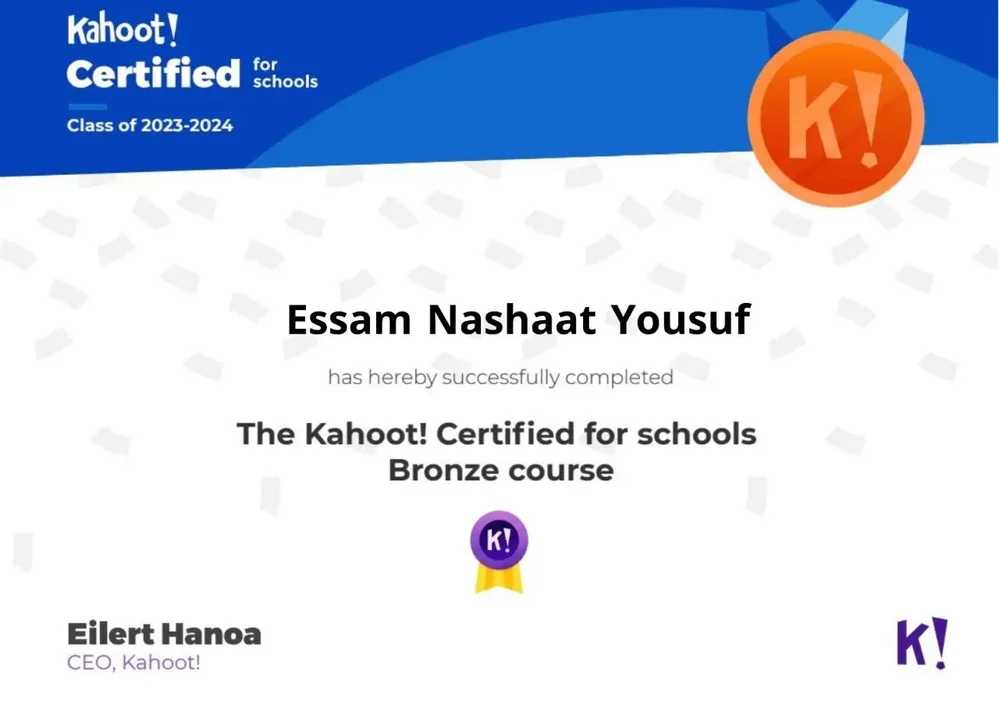 Kahoot!
Certified for schools
Class of 2023-2024
K!
Essam Nashaat Yousuf
has hereby successfully completed
The Kahoot! Certified for schools
Bronze course
K!
Eilert Hanoa
CEO, Kahoot!
K!